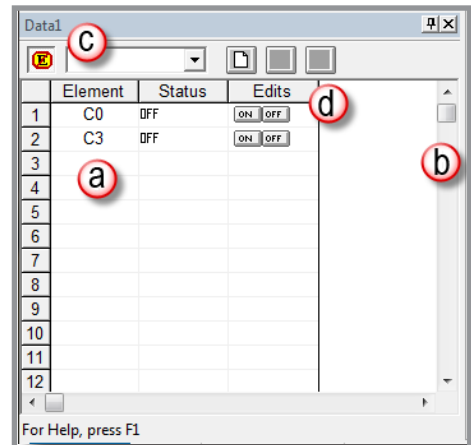 Data1
C
E
Element Status Edits
d
1 C0 OFF ON OFF
b
2 C3 OFF ON OFF
3
a
4
5
6
7
8
9
10
11
12
For Help, press F1